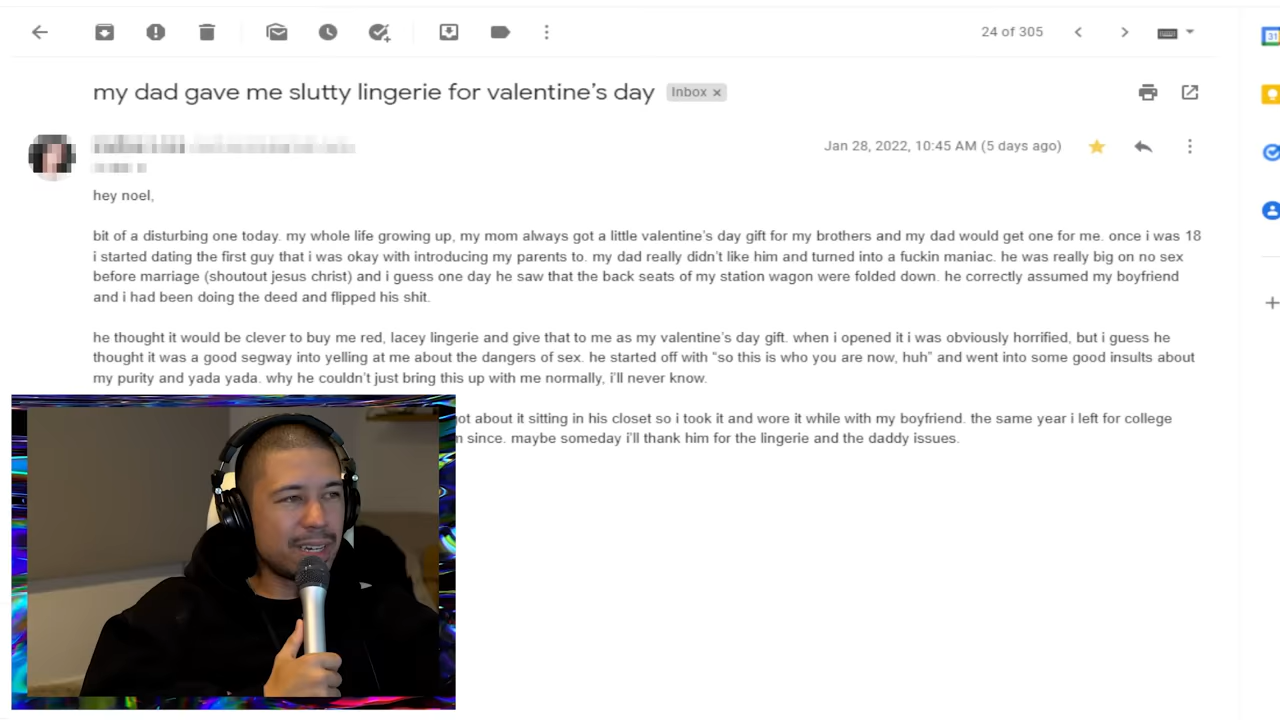 24 of 305
my dad gave me slutty lingerie for valentine's day Inbox ×
Jan 28, 2022, 10:45 AM (5 days ago)
hey noel,
bit of a disturbing one today. my whole life growing up, my mom always got a little valentine's day gift for my brothers and my dad would get one for me. once i was 18
i started dating the first guy that i was okay with introducing my parents to. my dad really didn't like him and turned into a fuckin maniac. he was really big on no sex
before marriage (shoutout jesus christ) and i guess one day he saw that the back seats of my station wagon were folded down. he correctly assumed my boyfriend
and i had been doing the deed and flipped his shit.
he thought it would be clever to buy me red, lacey lingerie and give that to me as my valentine's day gift. when i opened it i was obviously horrified, but i guess he
thought it was a good segway into yelling at me about the dangers of sex. he started off with "so this is who you are now, huh" and went into some good insults about
my purity and yada yada. why he couldn't just bring this up with me normally, i'll never know.
ot about it sitting in his closet so i took it and wore it while with my boyfriend. the same year i left for college
n since. maybe someday i'll thank him for the lingerie and the daddy issues.
31